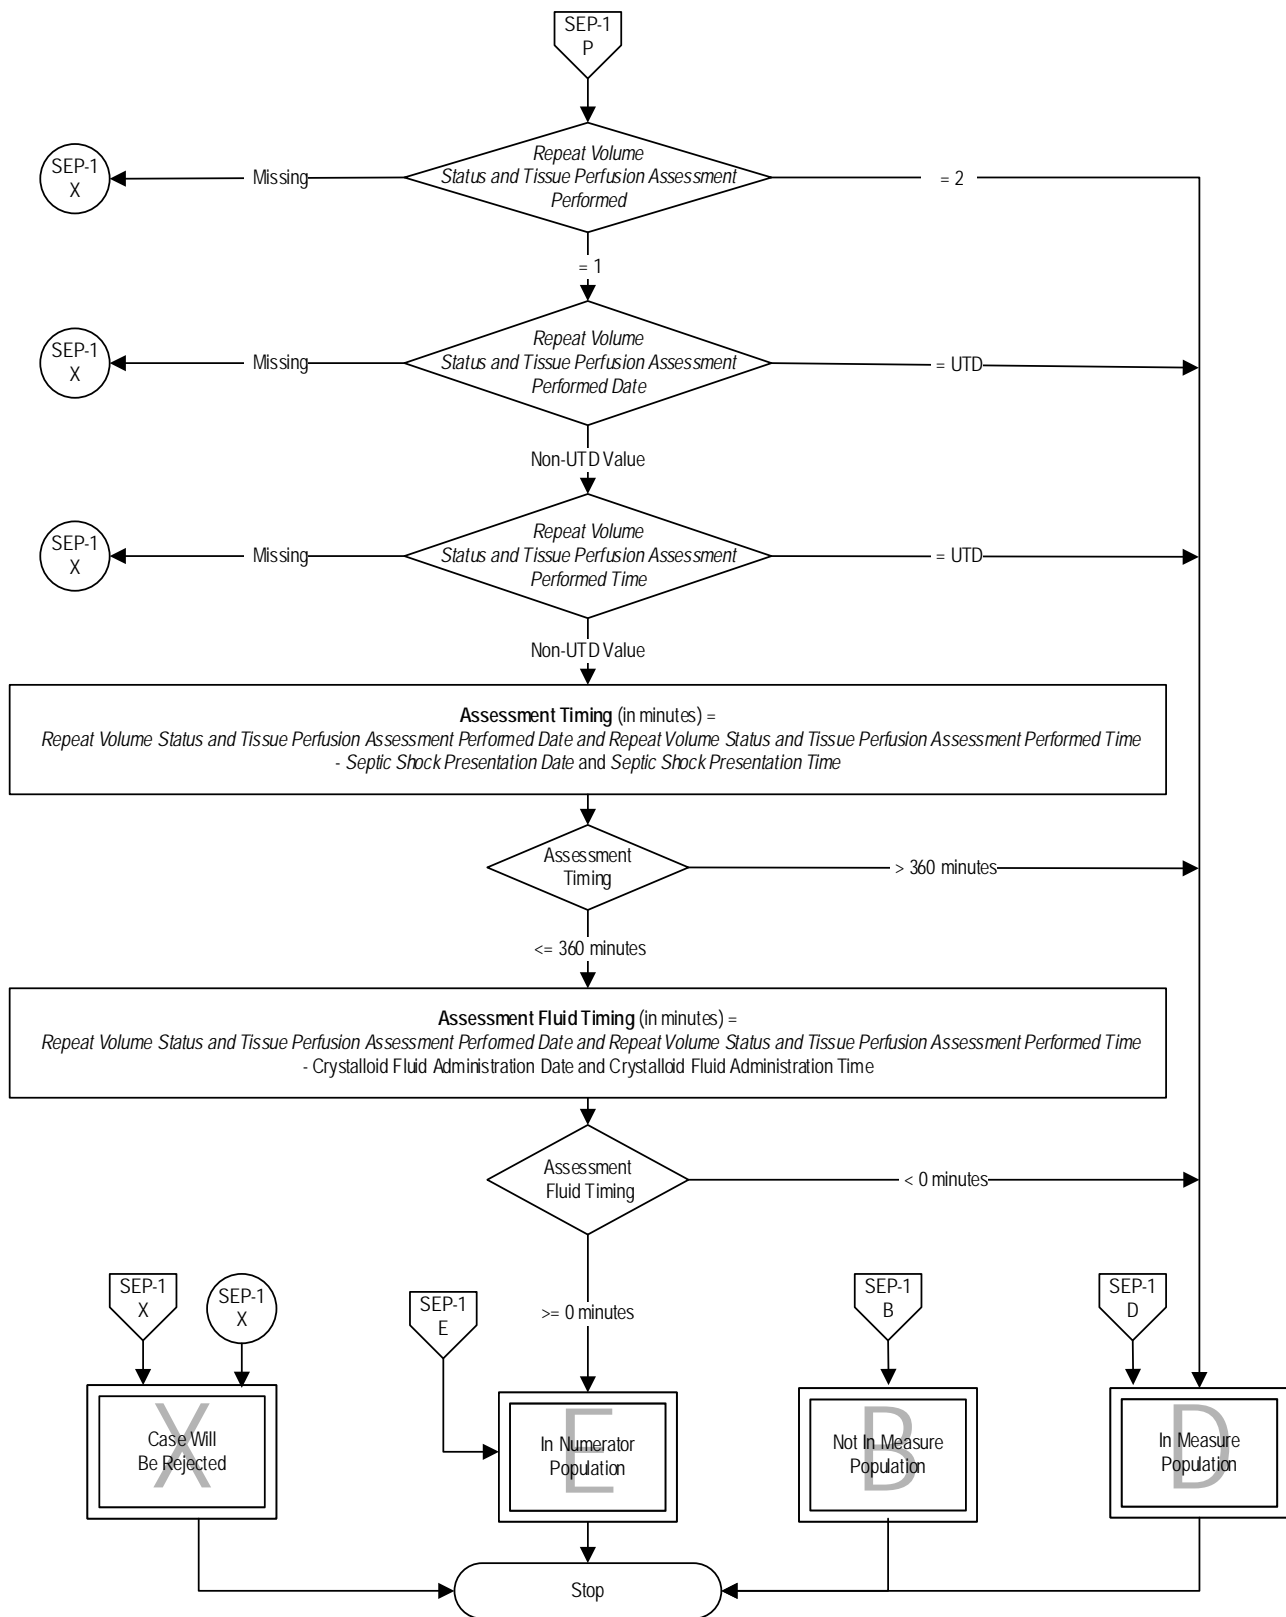 SEP-1
P
Repeat Volume
Status and Tissue Perfusion Assessment
Performed
SEP-1
X
Missing
= 2
= 1
Repeat Volume
Status and Tissue Perfusion Assessment
Performed Date
SEP-1
X
Missing
= UTD
Non-UTD Value
Repeat Volume
Status and Tissue Perfusion Assessment
Performed Time
SEP-1
X
Missing
= UTD
Non-UTD Value
Assessment Timing (in minutes) =
Repeat Volume Status and Tissue Perfusion Assessment Performed Date and Repeat Volume Status and Tissue Perfusion Assessment Performed Time
- Septic Shock Presentation Date and Septic Shock Presentation Time
Assessment
Timing
> 360 minutes
<= 360 minutes
Assessment Fluid Timing (in minutes) =
Repeat Volume Status and Tissue Perfusion Assessment Performed Date and Repeat Volume Status and Tissue Perfusion Assessment Performed Time
- Crystalloid Fluid Administration Date and Crystalloid Fluid Administration Time
Assessment
Fluid Timing
< 0 minutes
>= 0 minutes
SEP-1
X
SEP-1
X
SEP-1
E
SEP-1
B
SEP-1
D
X
Case Will
Be Rejected
E
In Numerator
Population
B
Not In Measure
Population
D
In Measure
Population
Stop